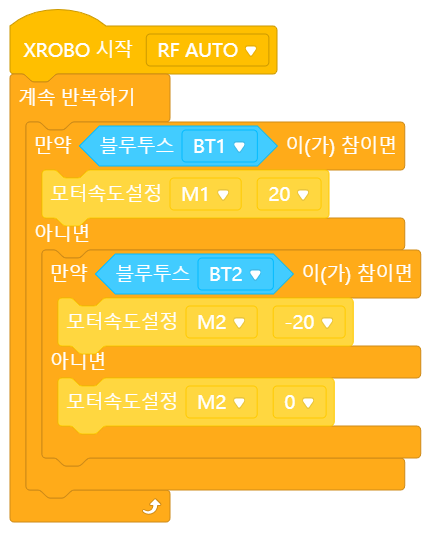 XROBO 시작 RF AUTO
계속 반복하기
만약 블루투스 BT1 이(가) 참이면
모터속도설정 M1 20
아니면
만약 블루투스 BT2 이(가) 참이면
모터속도설정 M2 -20
아니면
모터속도설정 M2 0